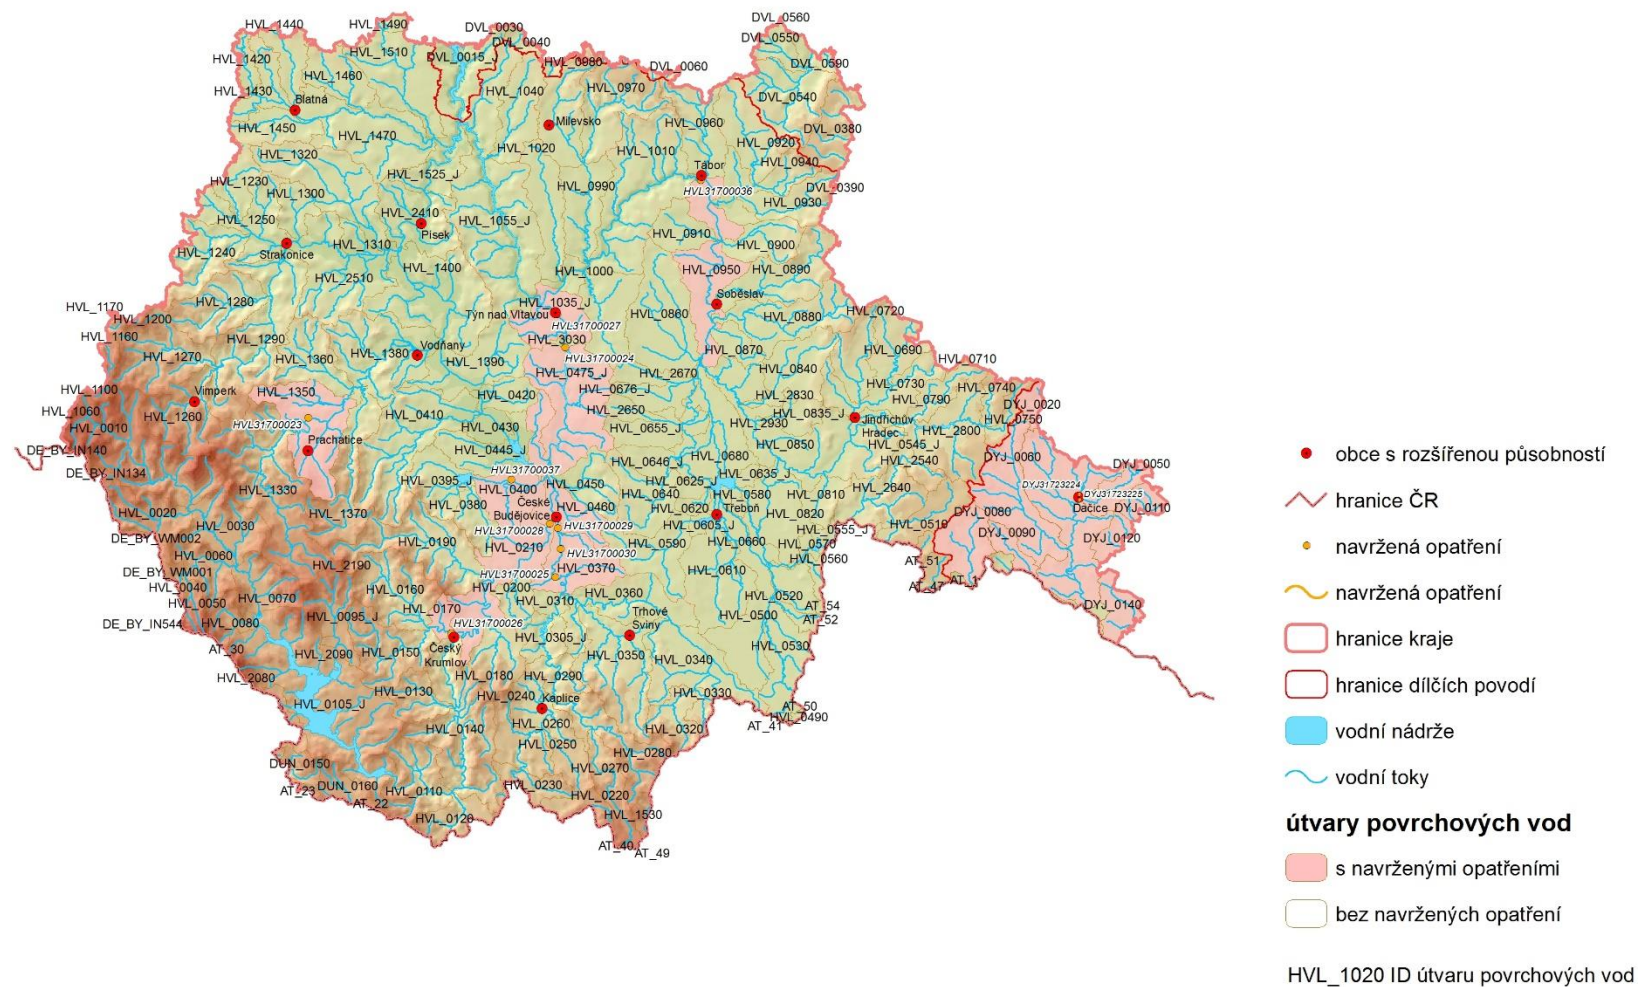 HVL_1440
HVL_1490
DVL_0030
DVL_0560
HVL_1420
HVL_1510
DVL_0015_J
DVL_0040
DVL_0550
HVL_1460
HVL_0980
DVL_0060
DVL_0590
HVL_1430
Blatná
HVL_1040
HVL_0970
DVL_0540
HVL_1450
HVL_1470
Milevsko
HVL_0960
DVL_0380
HVL_1320
HVL_1020
HVL_1010
HVL_0920
HVL_1230
HVL_1300
HVL_1525_J
HVL_0990
Tábor
HVL_0940
HVL31700036
DVL_0390
HVL_1250
HVL_2410
HVL_1055_J
HVL_0930
Písek
HVL_0910
HVL_1240
Strakonice
HVL_1310
HVL_0900
HVL_2510
HVL_1400
HVL_1000
HVL_0950
HVL_0890
HVL_1280
HVL_1035_J
Soběslav
HVL_1170
HVL_1200
Týn nad Vltavou
HVL_0860
HVL_0880
HVL_0720
HVL31700027
HVL_1160
HVL_1290
HVL_3030
HVL_1270
HVL_1360
HVL_1380
Vodňany
HVL_1390
HVL31700024
HVL_0870
HVL_0690
HVL_0710
HVL_0475_J
HVL_2670
HVL_0840
HVL_1100
Vimperk
HVL_1350
HVL_0420
HVL_0676_J
HVL_2830
HVL_0730
HVL_0740
HVL_1060
HVL_1260
HVL_0410
HVL_2650
HVL_0835_J
HVL_0790
DYJ_0020
HVL_0010
HVL31700023
HVL_0430
HVL_0655_J
HVL_2930
Jindřichův
Hradec
HVL_2800
HVL_0750
Prachatice
HVL_0445_J
HVL_0680
HVL_0850
HVL_0545_J
DE_BY_IN140
DE_BY_IN134
HVL31700037
HVL_0646_J
HVL_0635_J
HVL_2540
DYJ_0060
DYJ_0050
HVL_1330
HVL_0395_J
HVL_0400
HVL_0450
HVL_0625_J
HVL_2640
DYJ31723224
DYJ31723225
HVL_0020
HVL_1370
HVL_0380
České
Budějovice
HVL_0460
HVL_0640
HVL_0580
HVL_0810
Dačice
DYJ_0110
HVL_0620
Třeboň
HVL_0820
DYJ_0080
HVL_0030
HVL31700028
HVL31700029
HVL_0605_J
HVL_0555_J
HVL_0510
DYJ_0090
DYJ_0120
DE_BY_WM002
HVL_0190
HVL_0210
HVL31700030
HVL_0590
HVL_0660
HVL_0570
HVL_0560
AT_51
HVL_0060
HVL_2190
HVL_0370
HVL_0610
DE_BY_WM001
HVL_0160
HVL31700025
AT_47
AT_1
HVL_0040
HVL_0200
HVL_0360
HVL_0520
DYJ_0140
HVL_0050
HVL_0070
HVL_0170
HVL_0310
Trhové
Sviny
HVL_0500
AT_54
AT_52
DE_BY_IN544
HVL_0080
HVL_0095_J
HVL31700026
HVL_0305_J
AT_30
HVL_2090
HVL_0150
Český
Krumlov
HVL_0350
HVL_0340
HVL_0530
HVL_2080
HVL_0180
HVL_0290
HVL_0105_J
HVL_0130
HVL_0240
Kaplice
HVL_0330
AT_50
HVL_0490
AT_41
HVL_0140
HVL_0260
HVL_0320
HVL_0250
HVL_0280
DUN_0150
HVL_0270
DUN_0160
HVL_0110
HVL_0230
HVL_0220
AT_23
AT_22
HVL_0120
HVL_1530
AT_40
AT_49
obce s rozšířenou působností
hranice ČR
navržená opatření
navržená opatření
hranice kraje
hranice dílčích povodí
vodní nádrže
vodní toky
útvary povrchových vod
s navrženými opatřeními
bez navržených opatření
HVL_1020 ID útvaru povrchových vod